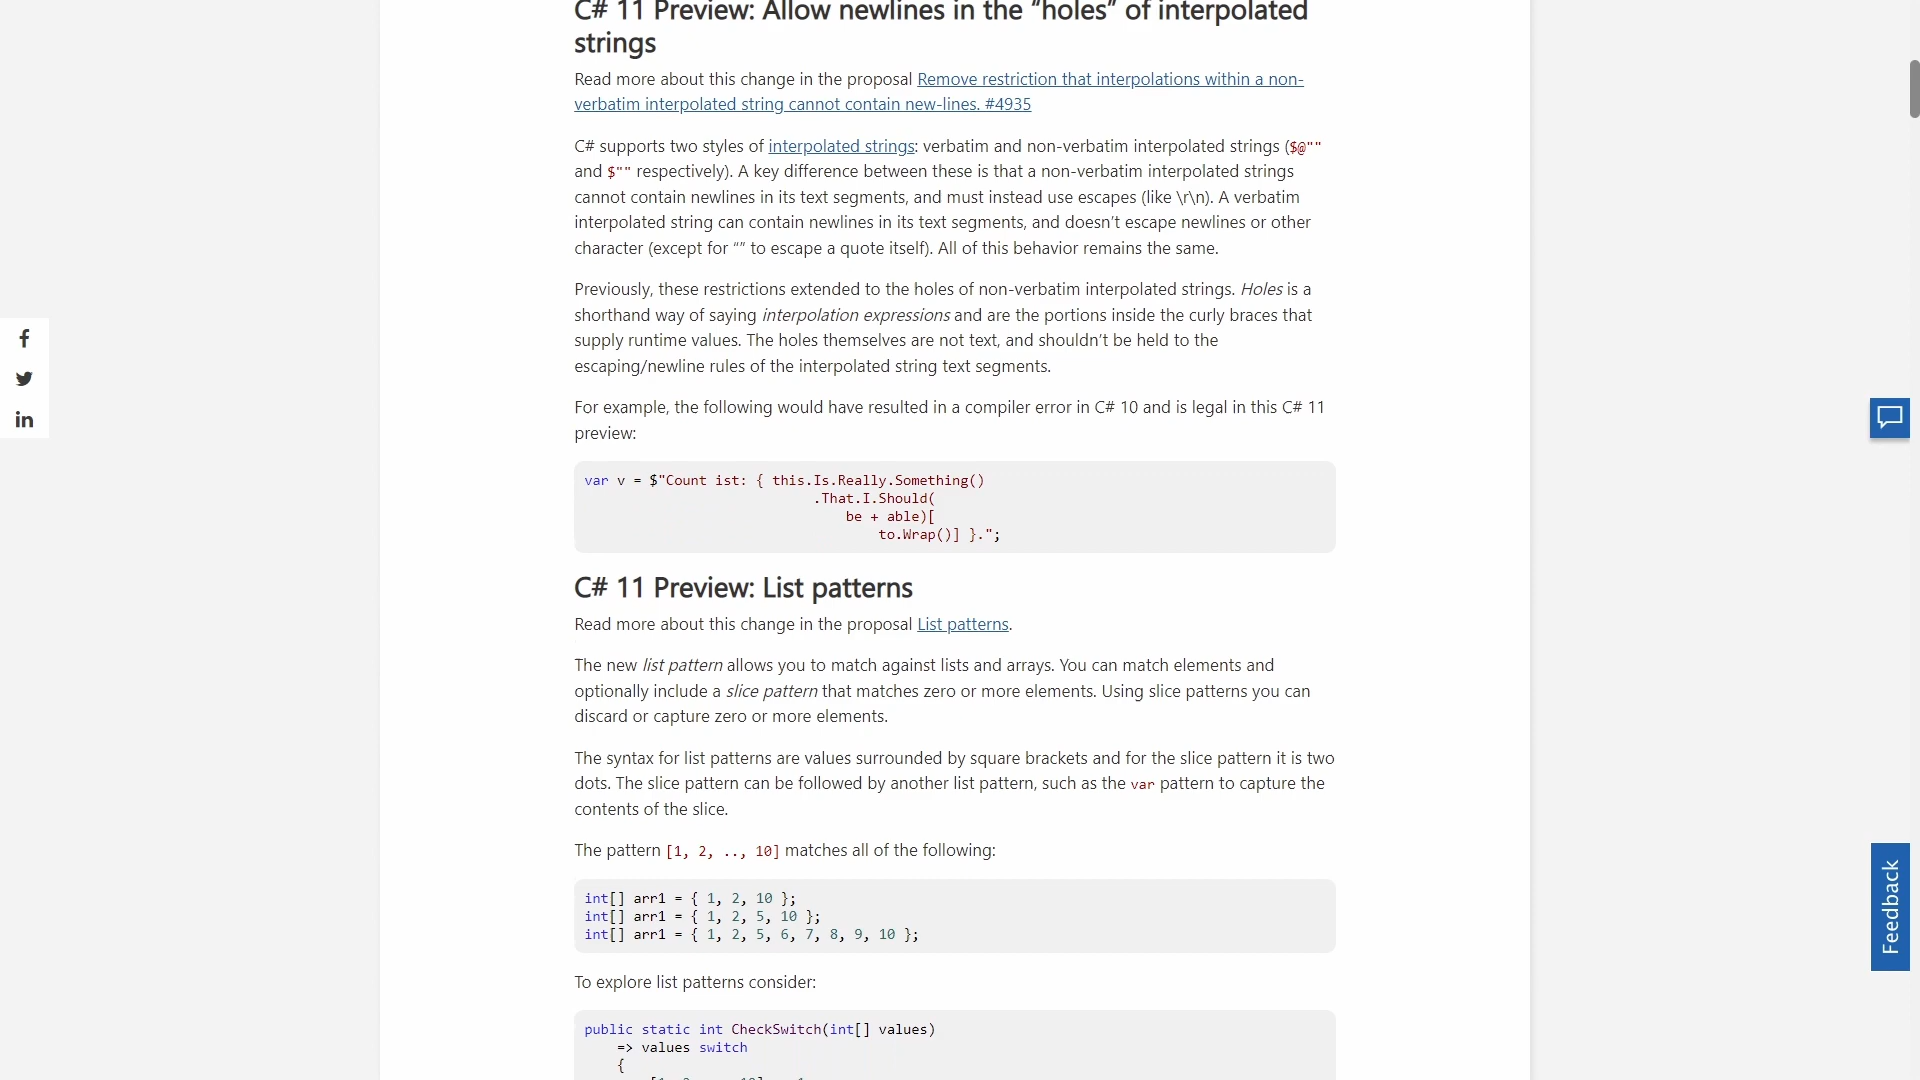 C# 11 Preview: Allow newlines in the “holes” of interpolated
strings
Read more about this change in the proposal Remove restriction that interpolations within a non-
verbatim interpolated string cannot contain new-lines. #4935
C# supports two styles of interpolated strings: verbatim and non-verbatim interpolated strings ($@""
and $"" respectively). A key difference between these is that a non-verbatim interpolated strings
cannot contain newlines in its text segments, and must instead use escapes (like \r\n). A verbatim
interpolated string can contain newlines in its text segments, and doesn’t escape newlines or other
character (except for “” to escape a quote itself). All of this behavior remains the same.
Previously, these restrictions extended to the holes of non-verbatim interpolated strings. Holes is a
shorthand way of saying interpolation expressions and are the portions inside the curly braces that
supply runtime values. The holes themselves are not text, and shouldn’t be held to the
escaping/newline rules of the interpolated string text segments.
For example, the following would have resulted in a compiler error in C# 10 and is legal in this C# 11
preview:
var v = $"Count ist: { this.Is.Really.Something()
.That.I.Should(
be + able)[
to.Wrap()] }.";
C# 11 Preview: List patterns
Read more about this change in the proposal List patterns.
The new list pattern allows you to match against lists and arrays. You can match elements and
optionally include a slice pattern that matches zero or more elements. Using slice patterns you can
discard or capture zero or more elements.
The syntax for list patterns are values surrounded by square brackets and for the slice pattern it is two
dots. The slice pattern can be followed by another list pattern, such as the var pattern to capture the
contents of the slice.
The pattern [1, 2, .., 10] matches all of the following:
int[] arr1 = { 1, 2, 10 };
int[] arr1 = { 1, 2, 5, 10 };
int[] arr1 = { 1, 2, 5, 6, 7, 8, 9, 10 };
To explore list patterns consider:
public static int CheckSwitch(int[] values)
=> values switch
{
Feedback